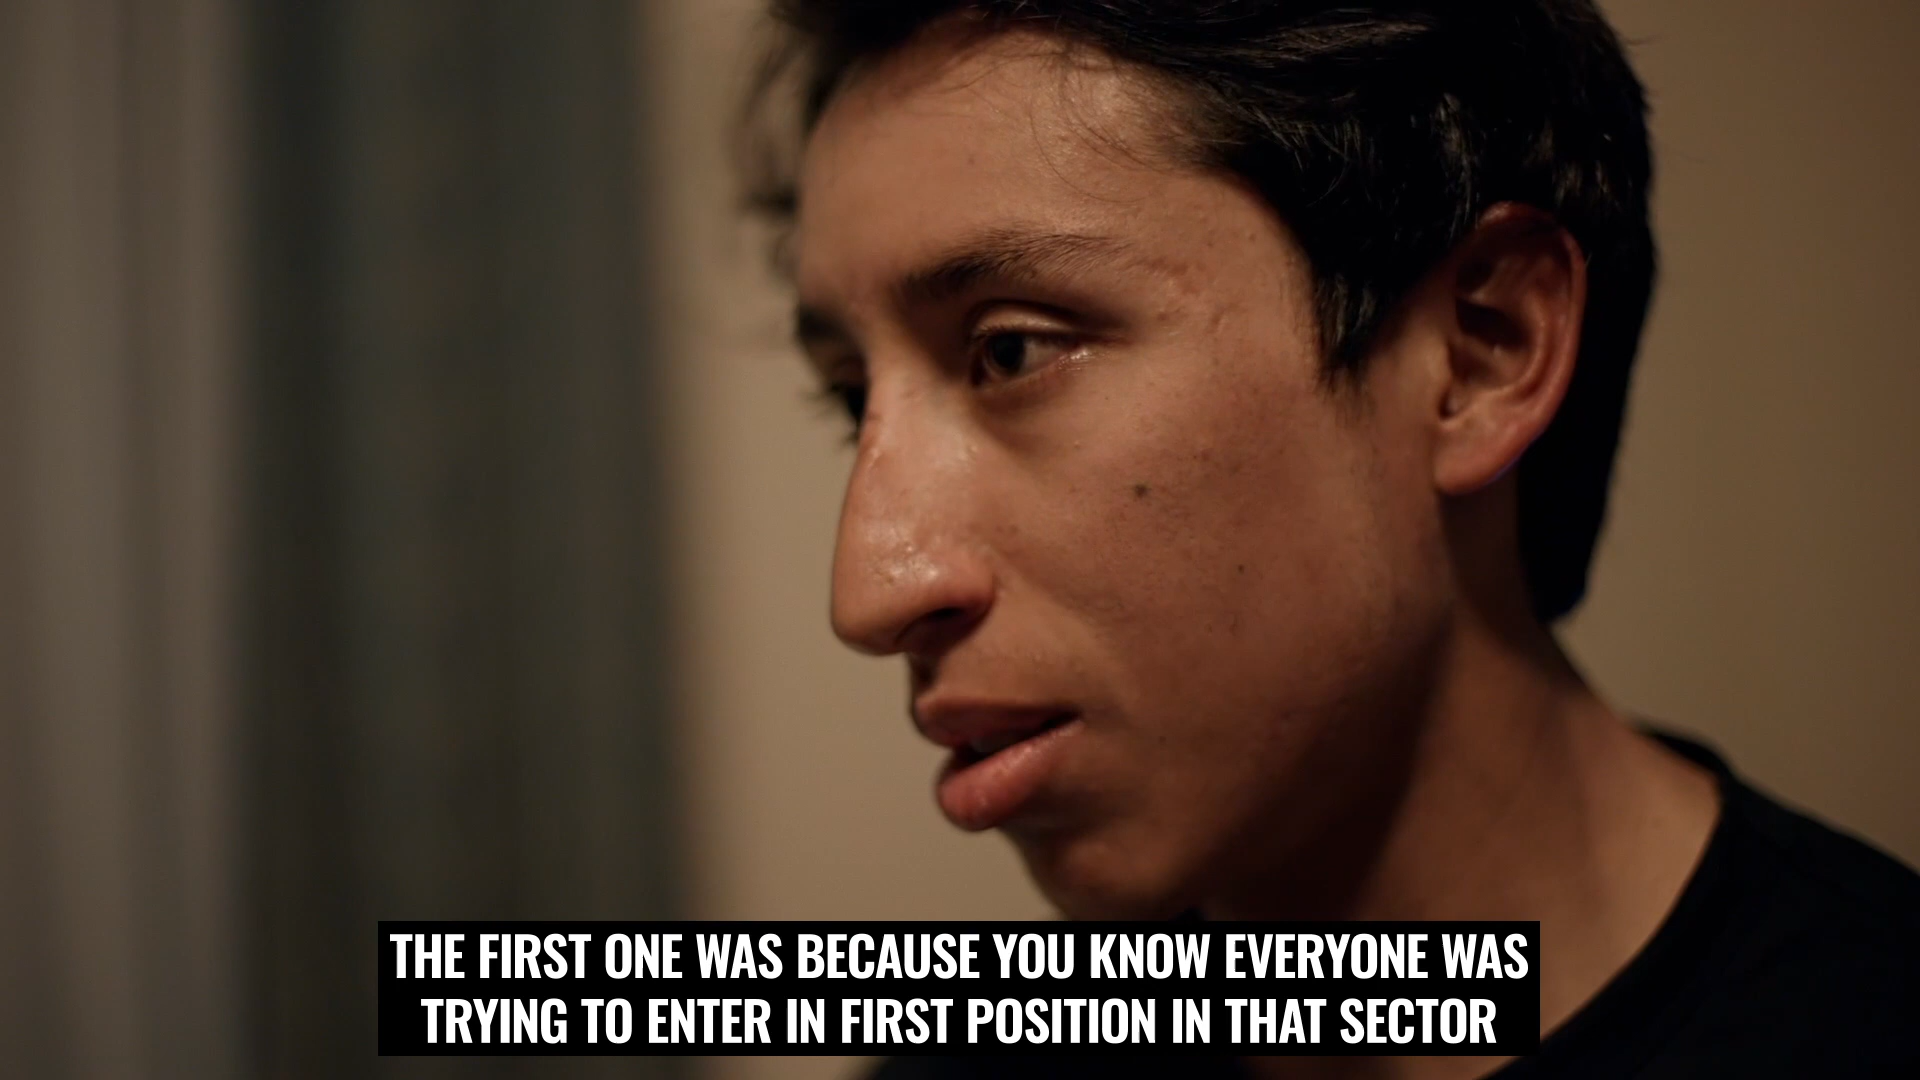 THE FIRST ONE WAS BECAUSE YOU KNOW EVERYONE WAS
TRYING TO ENTER IN FIRST POSITION IN THAT SECTOR